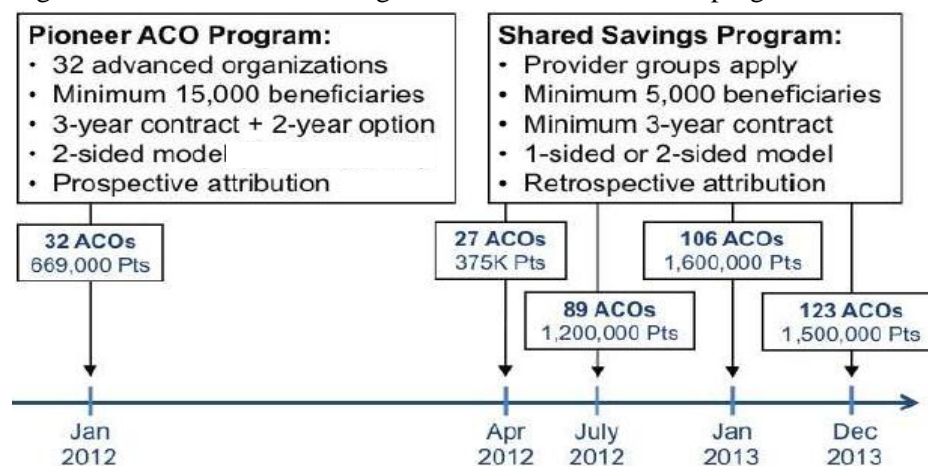 Pioneer ACO Program:
• 32 advanced organizations
• Minimum 15,000 beneficiaries
• 3-year contract + 2-year option
• 2-sided model
• Prospective attribution
Shared Savings Program:
• Provider groups apply
• Minimum 5,000 beneficiaries
• Minimum 3-year contract
• 1-sided or 2-sided model
• Retrospective attribution
32 ACOs
669,000 Pts
27 ACOs
375K Pts
89 ACOs
1,200,000 Pts
106 ACOs
1,600,000 Pts
123 ACOs
1,500,000 Pts
Jan
2012
Apr
2012
July
2012
Jan
2013
Dec
2013